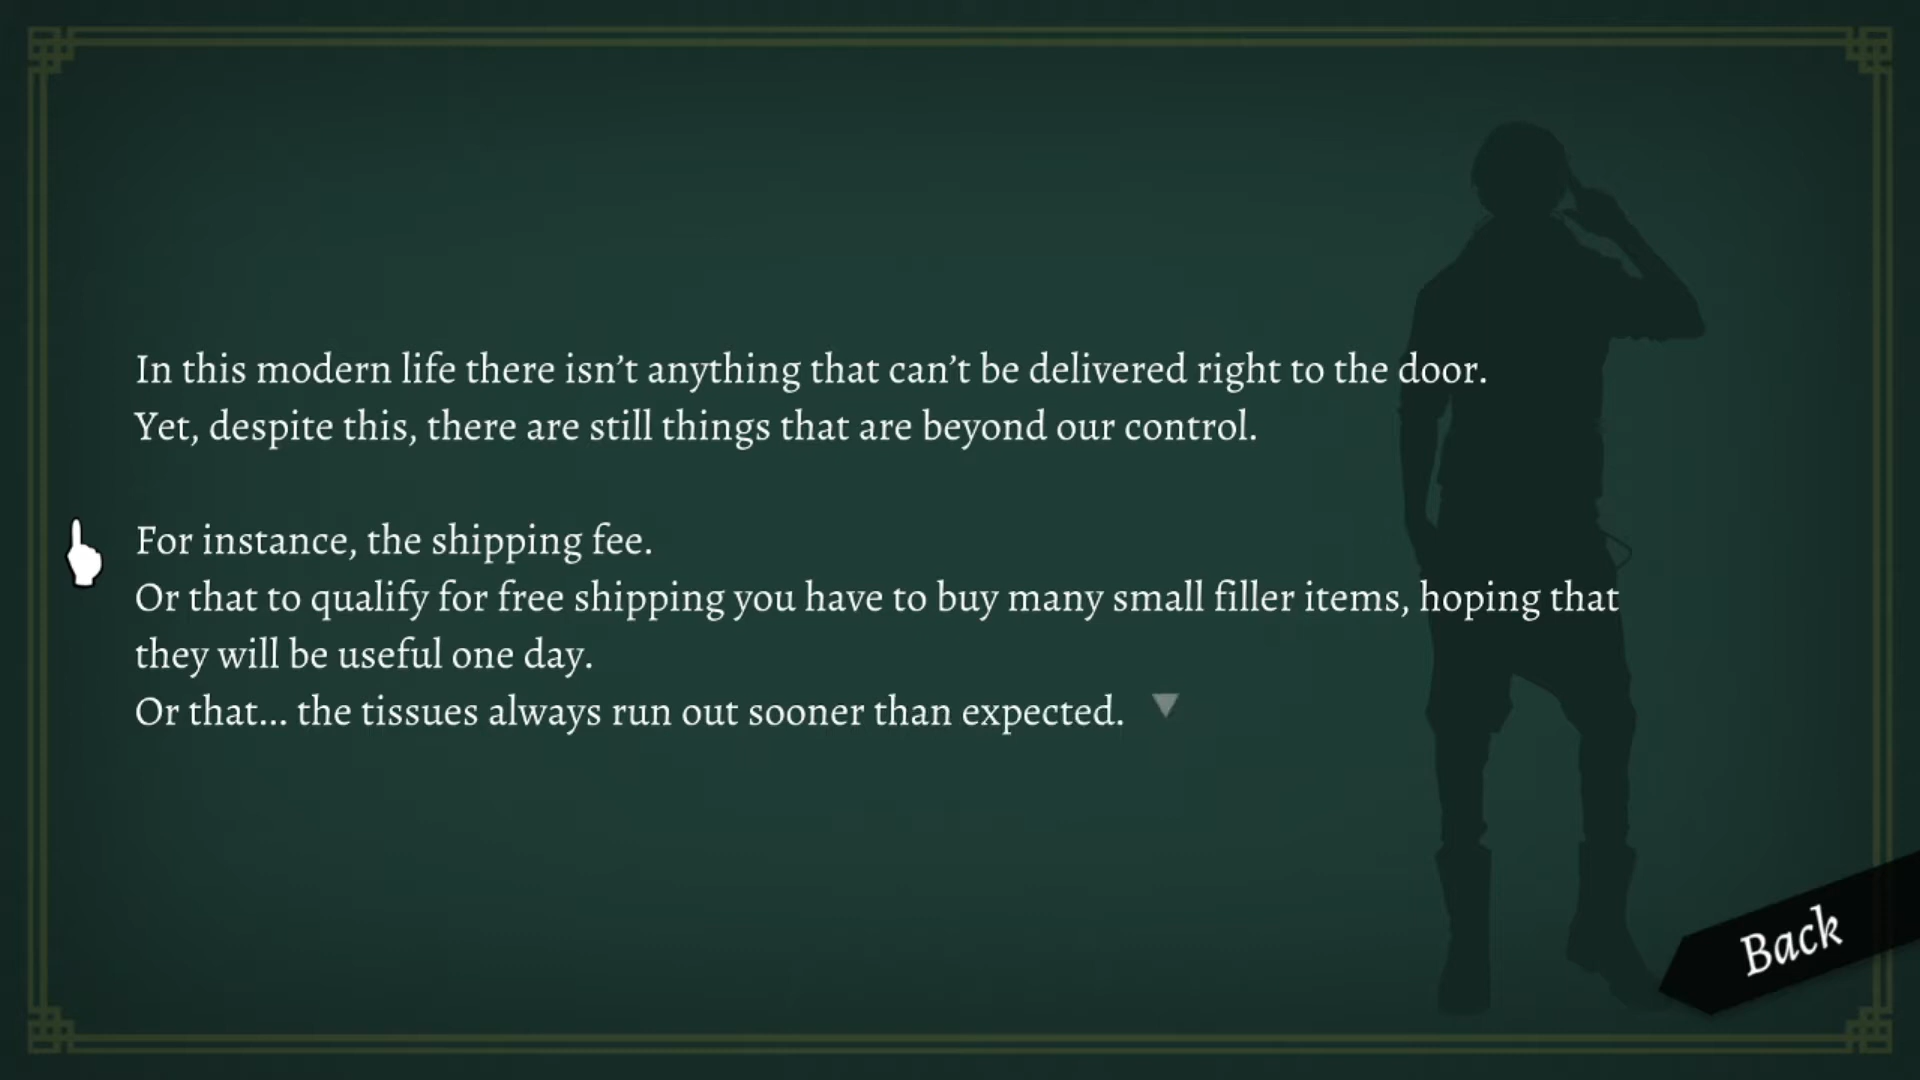 In this modern life there isn’t anything that can’t be delivered right to the door.
Yet, despite this, there are still things that are beyond our control.
For instance, the shipping fee.
Or that to qualify for free shipping you have to buy many small filler items, hoping that
they will be useful one day.
Or that... the tissues always run out sooner than expected.
Back